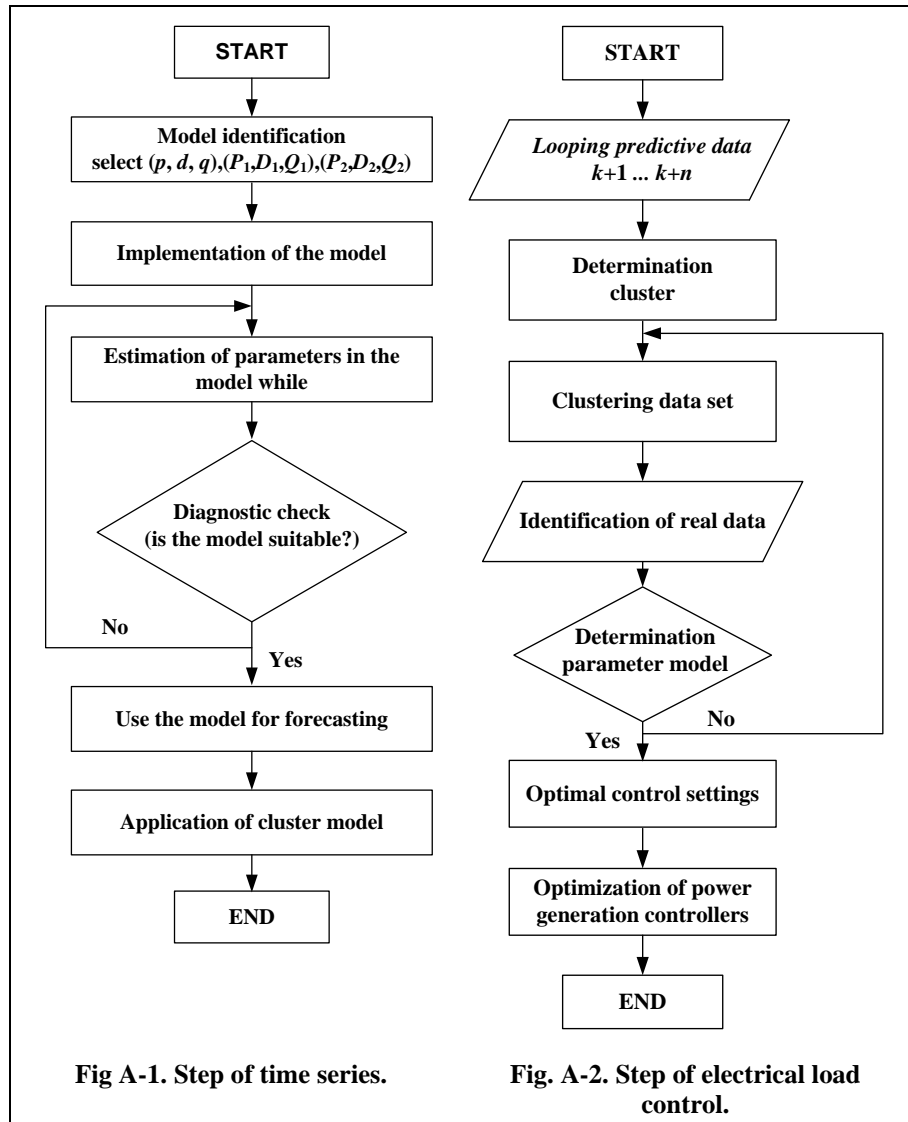 START
Model identification
select (p, d, q),(P₁,D₁,Q₁),(P₂,D₂,Q₂)
Implementation of the model
Estimation of parameters in the
model while
Diagnostic check
(is the model suitable?)
No
Yes
Use the model for forecasting
Application of cluster model
END
Fig A-1. Step of time series.
START
Looping predictive data
k+1 ... k+n
Determination
cluster
Clustering data set
Identification of real data
Determination
parameter model
No
Yes
Optimal control settings
Optimization of power
generation controllers
END
Fig. A-2. Step of electrical load
control.